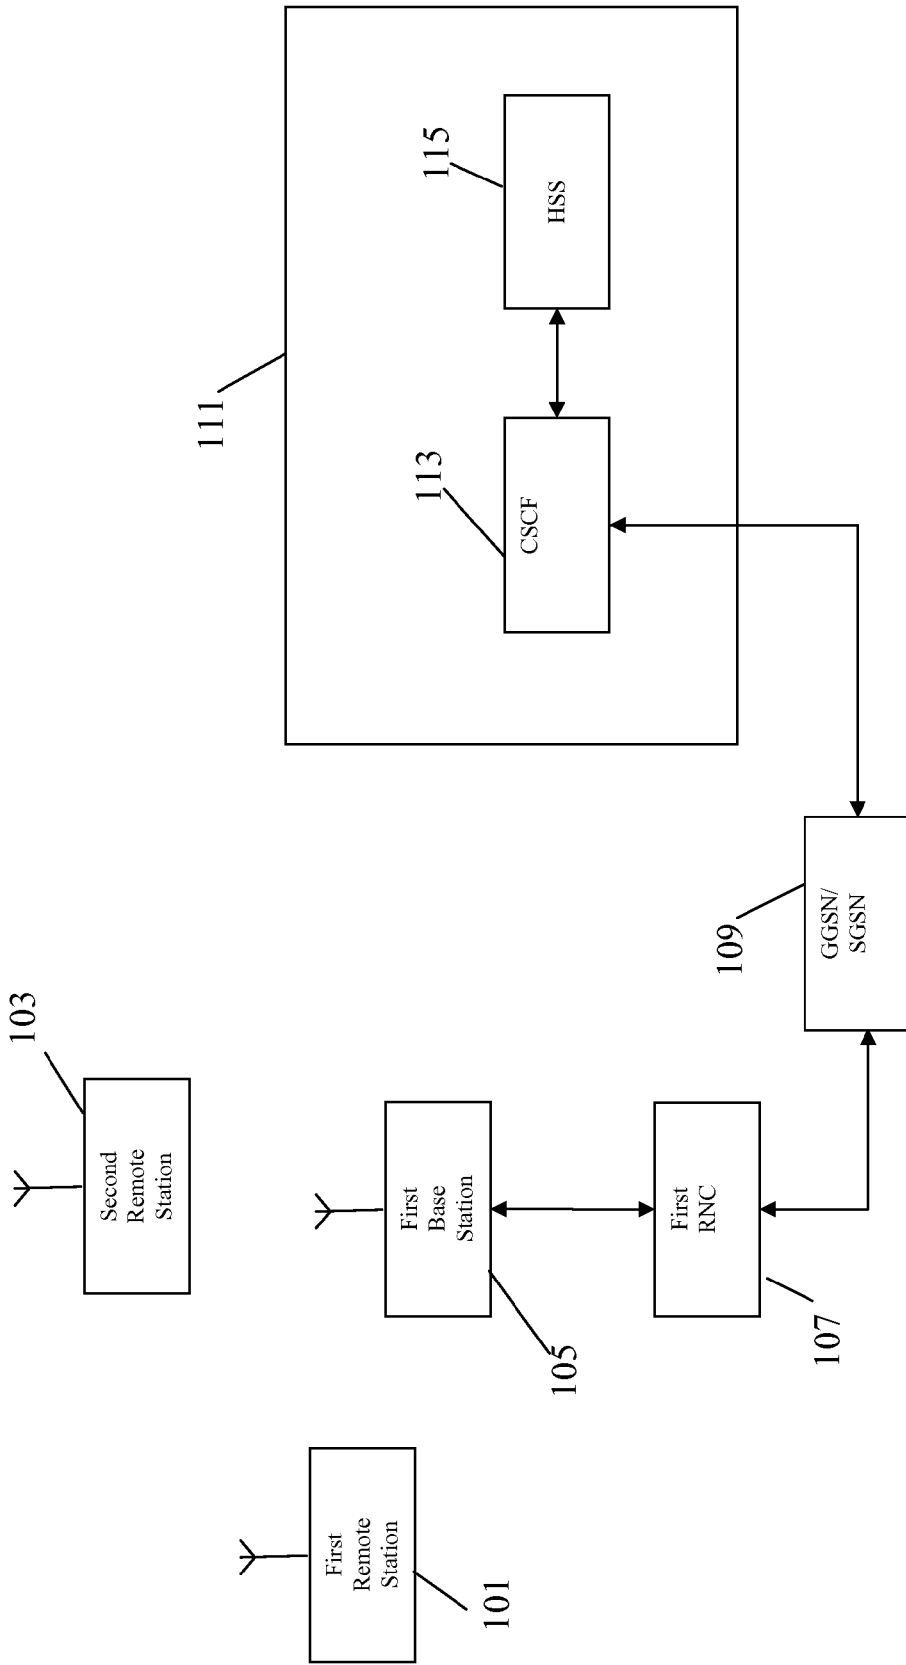 103
Second
Remote
Station
111
115
HSS
113
CSCF
First
Remote
Station
101
First
Base
Station
105
First
RNC
107
109
GGSN/
SGSN